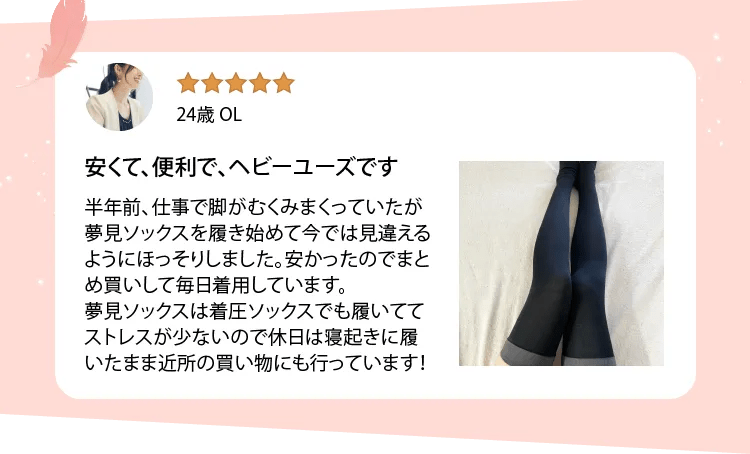 24歳 OL
安くて、便利で、ヘビーユーズです
半年前、仕事で脚がむくみまくっていたが
夢見ソックスを履き始めて今では見違える
ようにほっそりしました。安かったのでまと
め買いして毎日着用しています。
夢見ソックスは着圧ソックスでも履いてて
ストレスが少ないので休日は寝起きに履
いたまま近所の買い物にも行っています!